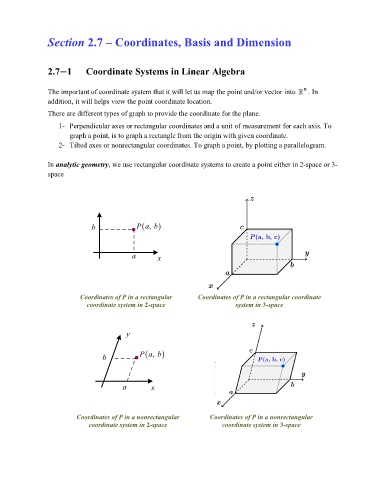 Section 2.7 – Coordinates, Basis and Dimension
2.7–1 Coordinate Systems in Linear Algebra
The important of coordinate system that it will let us map the point and/or vector into ℝⁿ. In
addition, it will helps view the point coordinate location.
There are different types of graph to provide the coordinate for the plane.
1- Perpendicular axes or rectangular coordinates and a unit of measurement for each axis. To
graph a point, is to graph a rectangle from the origin with given coordinate.
2- Tilted axes or nonrectangular coordinates. To graph a point, by plotting a parallelogram.
In analytic geometry, we use rectangular coordinate systems to create a point either in 2-space or 3-
space
b
P(a, b)
a
x
z
c
P(a, b, c)
y
b
a
x
Coordinates of P in a rectangular
coordinate system in 2-space
Coordinates of P in a rectangular coordinate
system in 3-space
y
b
P(a, b)
a
x
z
c
P(a, b, c)
y
b
a
x
Coordinates of P in a nonrectangular
coordinate system in 2-space
Coordinates of P in a nonrectangular
coordinate system in 3-space